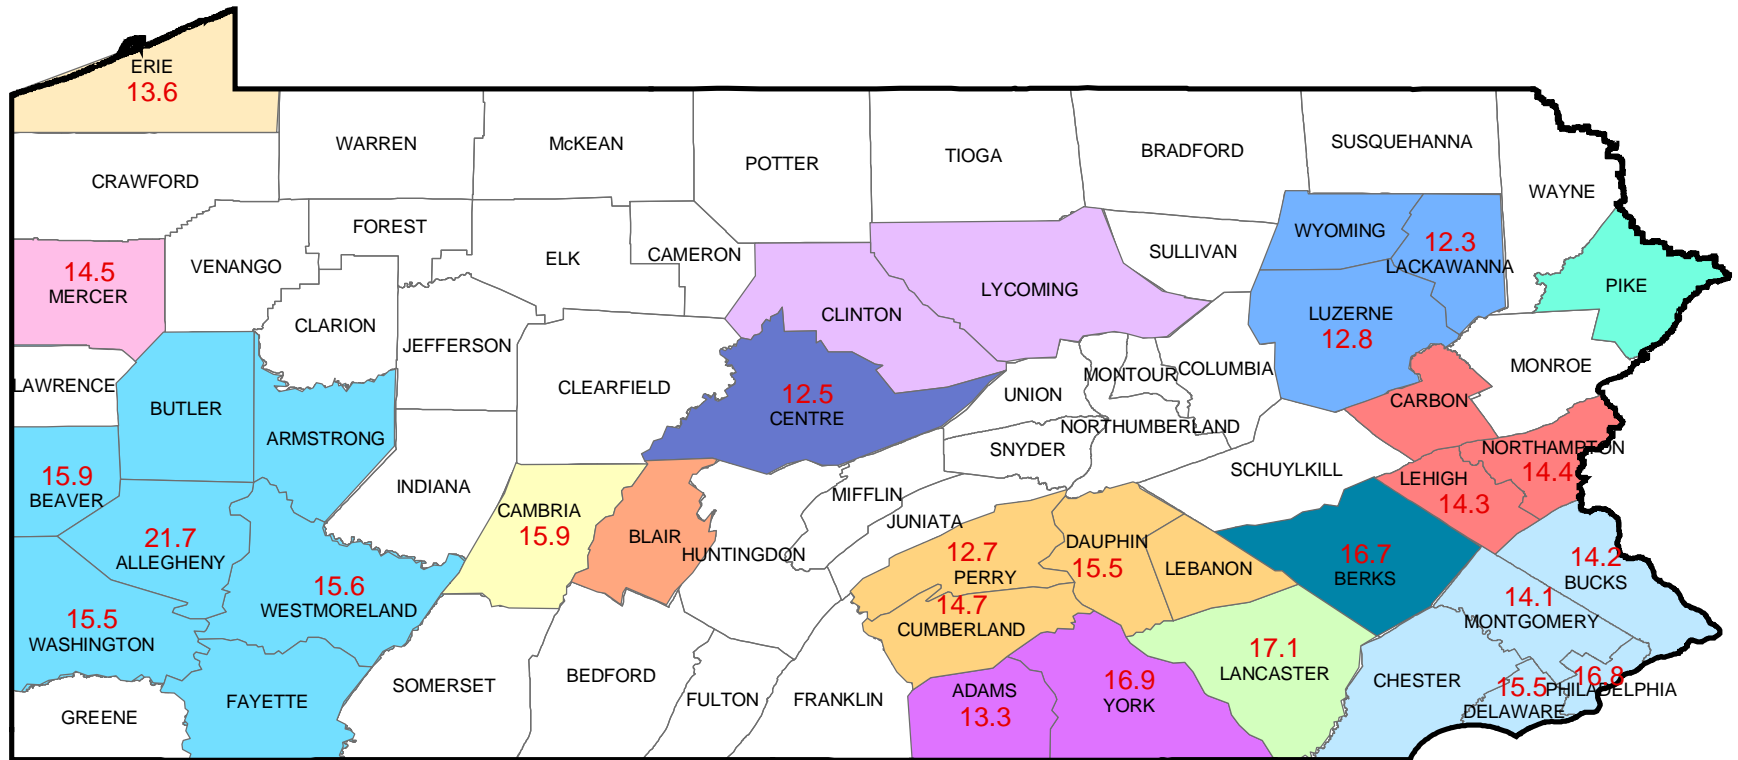 ERIE
13.6
WARREN
McKEAN
POTTER
TIOGA
BRADFORD
SUSQUEHANNA
WAYNE
CRAWFORD
FOREST
VENANGO
ELK
CAMERON
SULLIVAN
WYOMING
12.3
LACKAWANNA
14.5
MERCER
PIKE
CLARION
JEFFERSON
CLINTON
LYCOMING
LUZERNE
12.8
MONROE
LAWRENCE
BUTLER
ARMSTRONG
CLEARFIELD
12.5
CENTRE
UNION
MONTOUR
COLUMBIA
CARBON
NORTHUMBERLAND
SNYDER
SCHUYLKILL
NORTHAMPTON
14.4
LEHIGH
14.3
15.9
BEAVER
INDIANA
CAMBRIA
15.9
BLAIR
HUNTINGDON
MIFFLIN
JUNIATA
21.7
ALLEGHENY
15.6
WESTMORELAND
12.7
PERRY
DAUPHIN
15.5
LEBANON
16.7
BERKS
14.2
BUCKS
14.1
MONTGOMERY
14.7
CUMBERLAND
15.5
WASHINGTON
FAYETTE
GREENE
SOMERSET
BEDFORD
FULTON
FRANKLIN
ADAMS
13.3
16.9
YORK
17.1
LANCASTER
CHESTER
15.5
DELAWARE
16.8
PHILADELPHIA